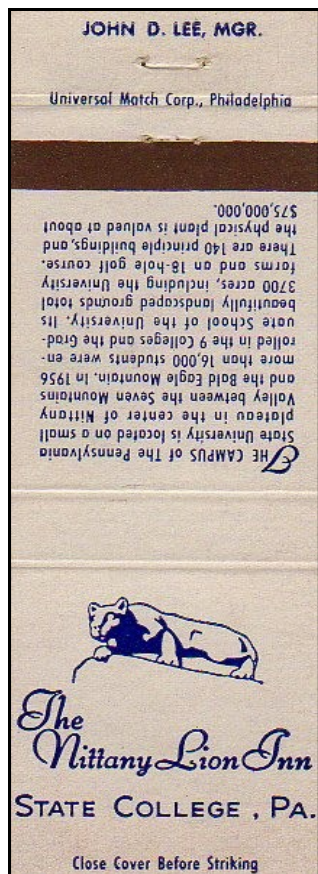 JOHN D. LEE, MGR.
Universal Match Corp., Philadelphia
THE CAMPUS of The Pennsylvania
State University is located on a small
plateau in the center of Nittany
Valley between the Seven Mountains
and the Bald Eagle Mountain. In 1956
more than 16,000 students were en-
rolled in the 9 Colleges and the Grad-
uate School of the University. Its
beautifully landscaped grounds total
3700 acres, including the University
farms and an 18-hole golf course.
There are 140 principle buildings, and
the physical plant is valued at about
$75,000,000.
The
Nittany Lion Inn
STATE COLLEGE, PA.
Close Cover Before Striking